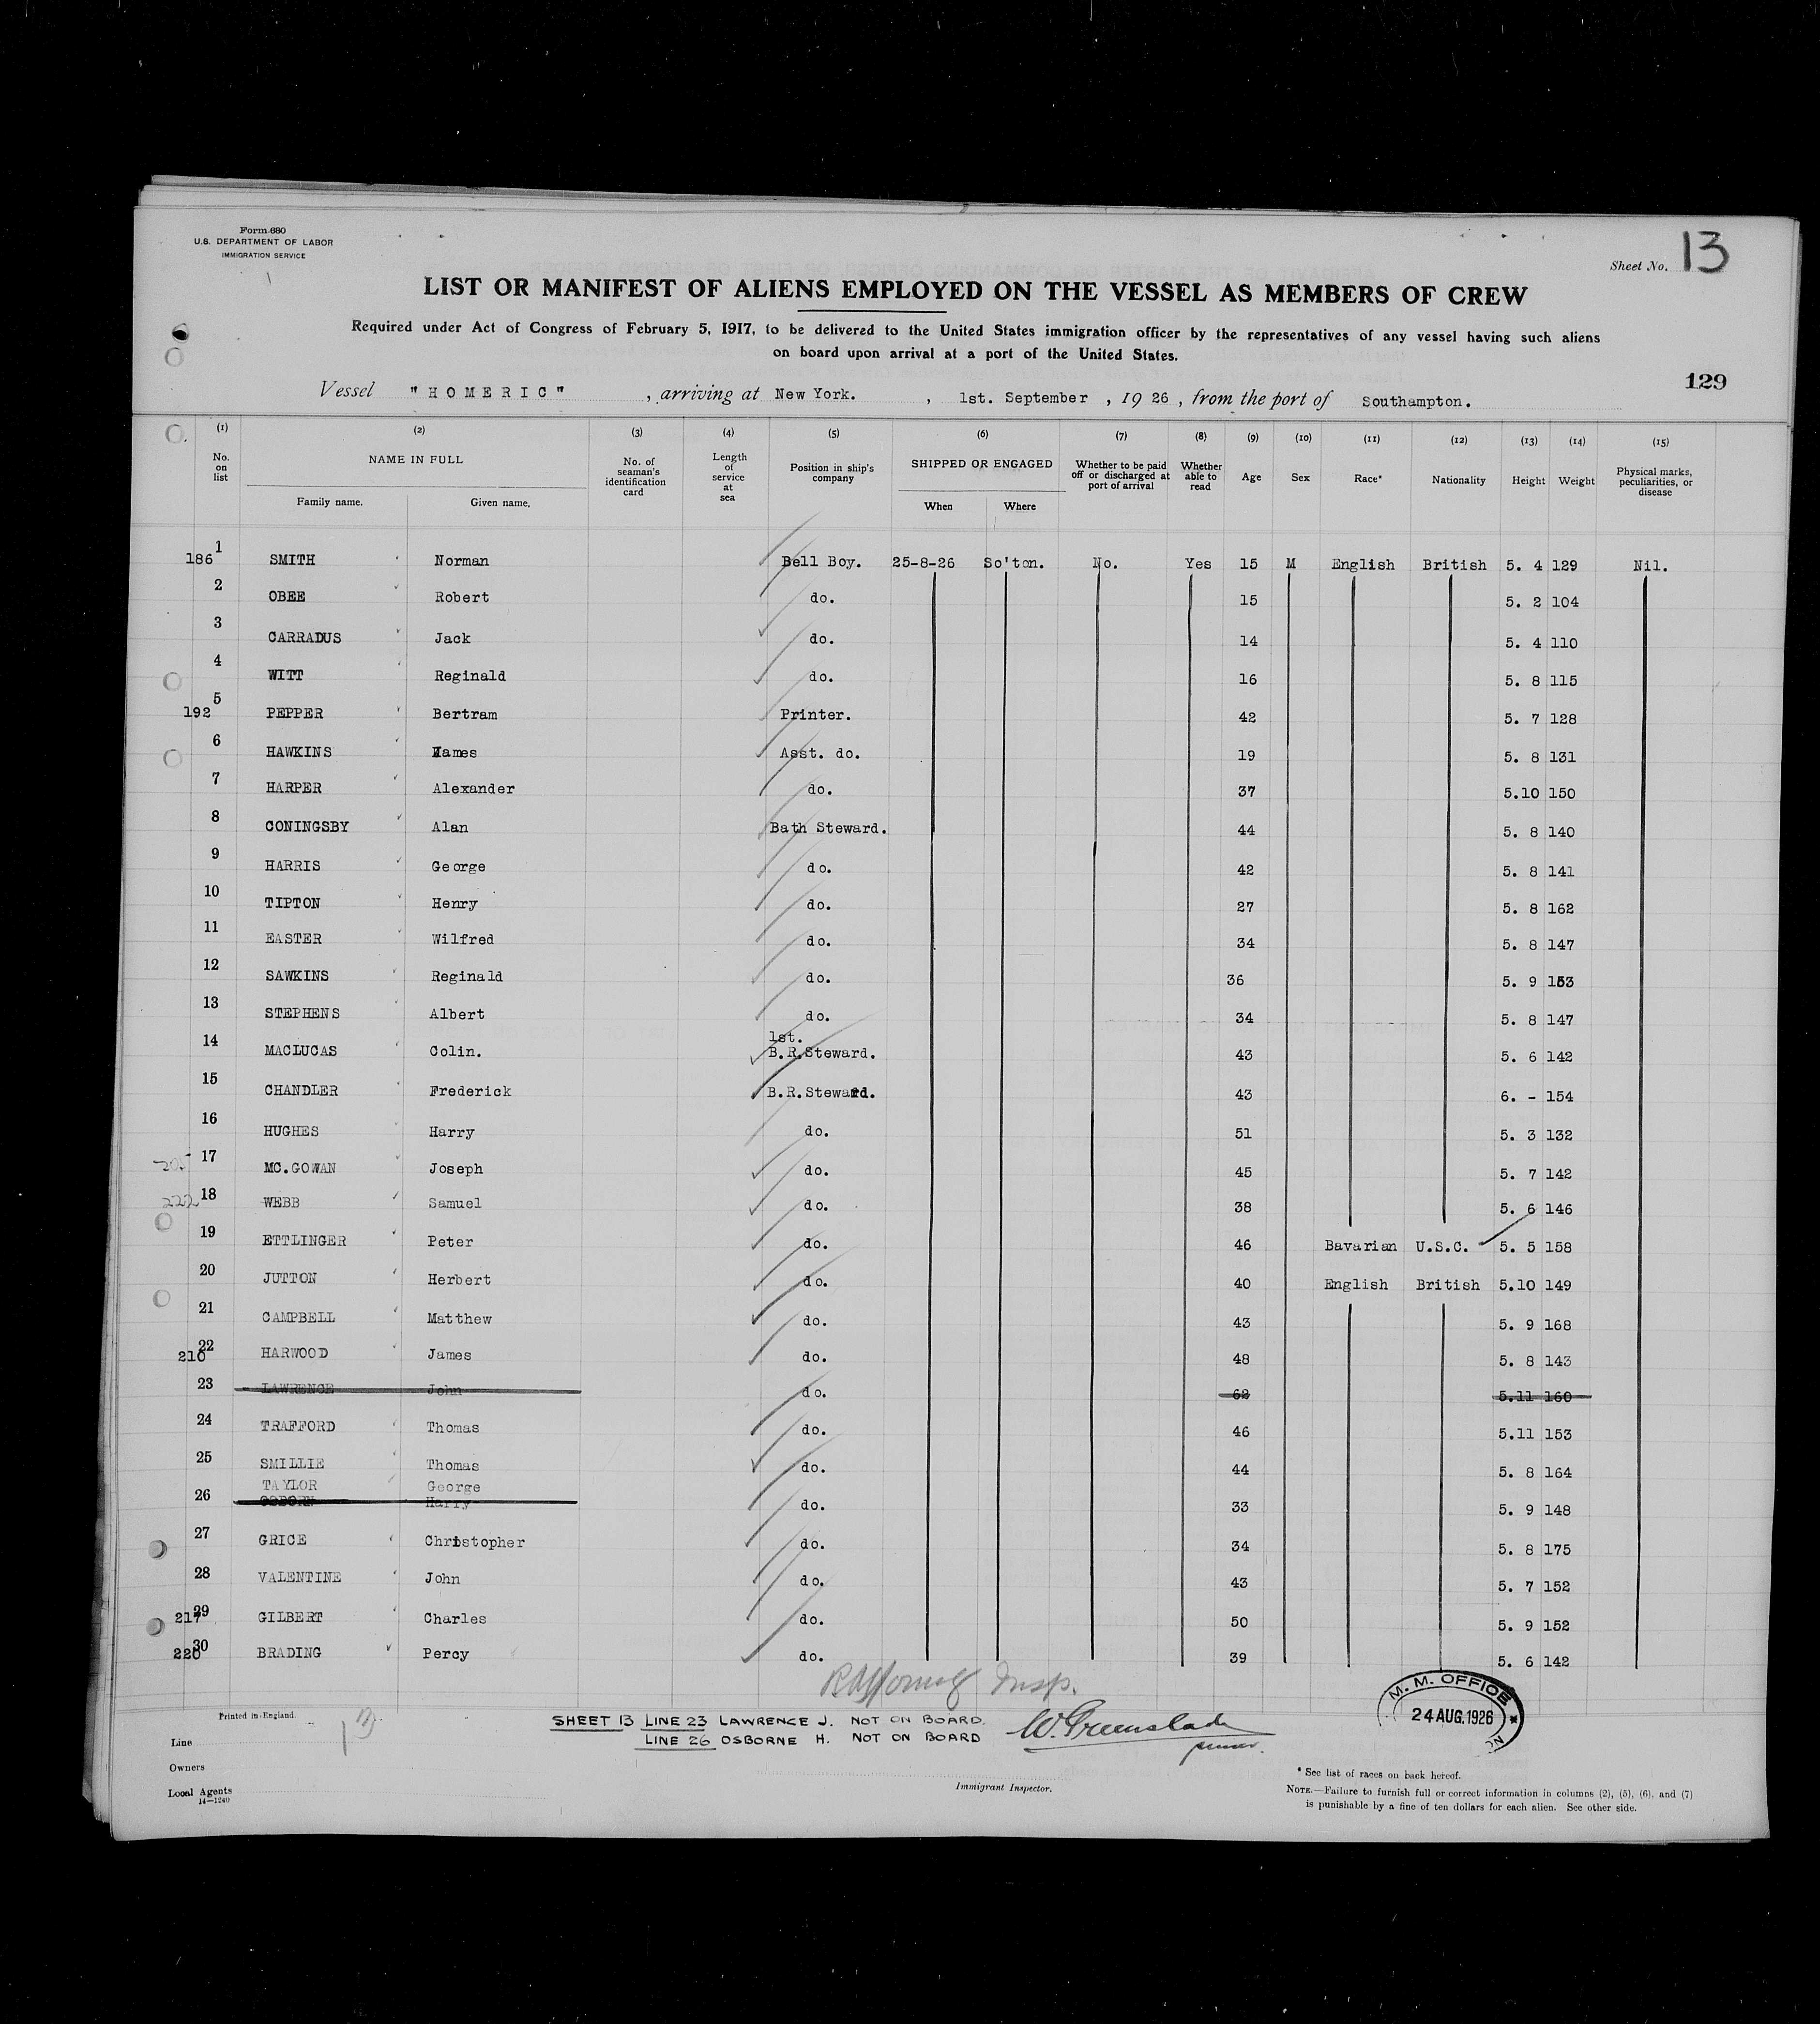 Form 680
U.S. DEPARTMENT OF LABOR
IMMIGRATION SERVICE
Sheet No. 13
LIST OR MANIFEST OF ALIENS EMPLOYED ON THE VESSEL AS MEMBERS OF CREW
Required under Act of Congress of February 5, 1917, to be delivered to the United States immigration officer by the representatives of any vessel having such aliens
on board upon arrival at a port of the United States.
129
Vessel "HOMERIC", arriving at New York., 1st. September, 1926, from the port of Southampton.
(1) (2) (3) (4) (5) (6) (7) (8) (9) (10) (11) (12) (13) (14) (15)
No. on list NAME IN FULL No. of seaman's identification card Length of service at sea Position in ship's company SHIPPED OR ENGAGED Whether to be paid off or discharged at port of arrival Whether able to read Age Sex Race* Nationality Height Weight Physical marks, peculiarities, or disease
Family name. Given name. When Where
186 1 SMITH Norman Bell Boy. 25-8-26 So'ton. No. Yes 15 M English British 5. 4 129 Nil.
2 OBEE Robert do. 15 5. 2 104
3 CARRADUS Jack do. 14 5. 4 110
4 WITT Reginald do. 16 5. 8 115
192 5 PEPPER Bertram Printer. 42 5. 7 128
6 HAWKINS James Asst. do. 19 5. 8 131
7 HARPER Alexander do. 37 5.10 150
8 CONINGSBY Alan Bath Steward. 44 5. 8 140
9 HARRIS George do. 42 5. 8 141
10 TIPTON Henry do. 27 5. 8 162
11 EASTER Wilfred do. 34 5. 8 147
12 SAWKINS Reginald do. 36 5. 9 153
13 STEPHENS Albert do. 34 5. 8 147
14 MACLUCAS Colin. 1st. B.R.Steward. 43 5. 6 142
15 CHANDLER Frederick B.R.Steward. 43 6. - 154
16 HUGHES Harry do. 51 5. 3 132
205 17 MC.GOWAN Joseph do. 45 5. 7 142
222 18 WEBB Samuel do. 38 5. 6 146
19 ETTLINGER Peter do. 46 Bavarian U.S.C. 5. 5 158
20 JUTTON Herbert do. 40 English British 5.10 149
21 CAMPBELL Matthew do. 43 5. 9 168
210 22 HARWOOD James do. 48 5. 8 143
23 LAWRENCE John do. 62 5.11 160
24 TRAFFORD Thomas do. 46 5.11 153
25 SMILLIE Thomas do. 44 5. 8 164
TAYLOR George
26 OSBORN Harry do. 33 5. 9 148
27 GRICE Christopher do. 34 5. 8 175
28 VALENTINE John do. 43 5. 7 152
217 29 GILBERT Charles do. 50 5. 9 152
220 30 BRADING Percy do. 39 5. 6 142
Insp.
Printed in England.
SHEET 13 LINE 23 LAWRENCE J. NOT ON BOARD.
LINE 26 OSBORNE H. NOT ON BOARD
W. Greenslade
purser.
M. M. OFFICE
24 AUG. 1926
Line
Owners
Local Agents
14—1240
13
Immigrant Inspector.
* See list of races on back hereof.
NOTE.—Failure to furnish full or correct information in columns (2), (5), (6), and (7)
is punishable by a fine of ten dollars for each alien. See other side.